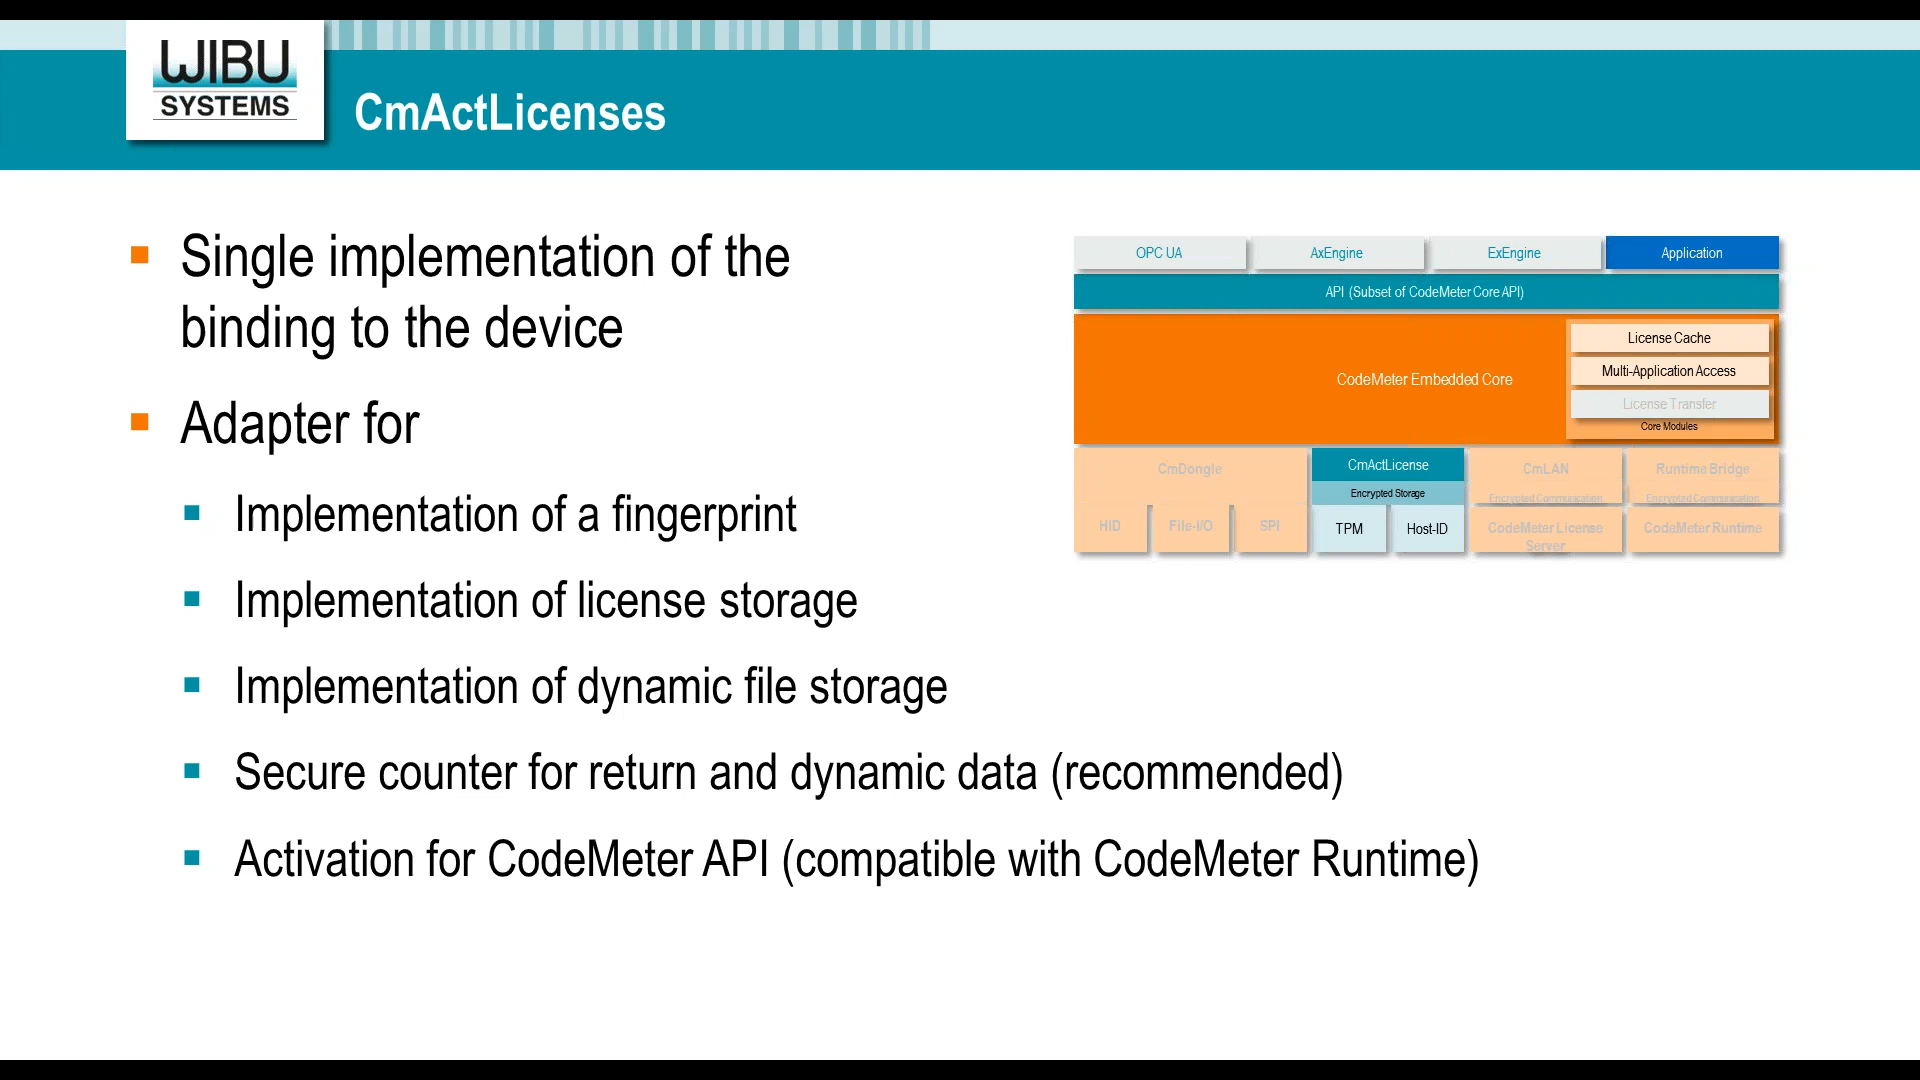 WIBU
SYSTEMS
CmActLicenses
Single implementation of the
binding to the device
Adapter for
Implementation of a fingerprint
Implementation of license storage
Implementation of dynamic file storage
Secure counter for return and dynamic data (recommended)
Activation for CodeMeter API (compatible with CodeMeter Runtime)
OPC UA
AxEngine
ExEngine
Application
API (Subset of CodeMeter Core API)
CodeMeter Embedded Core
License Cache
Multi-Application Access
License Transfer
Core Modules
CmDongle
HID
File-I/O
SPI
CmActLicense
Encrypted Storage
TPM
Host-ID
CmLAN
Encrypted Communication
CodeMeter License
Server
Runtime Bridge
Encrypted Communication
CodeMeter Runtime